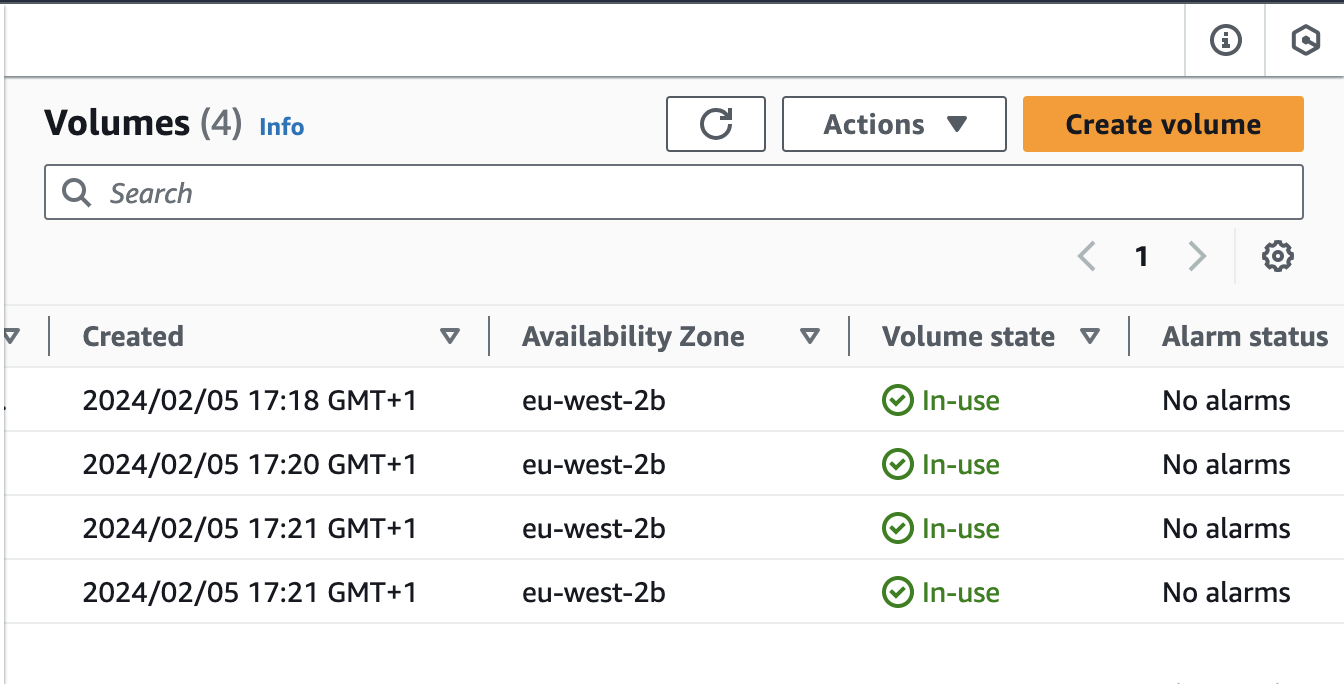 Volumes (4) Info
Actions
Create volume
Search
1
Created Availability Zone Volume state Alarm status
2024/02/05 17:18 GMT+1 eu-west-2b In-use No alarms
2024/02/05 17:20 GMT+1 eu-west-2b In-use No alarms
2024/02/05 17:21 GMT+1 eu-west-2b In-use No alarms
2024/02/05 17:21 GMT+1 eu-west-2b In-use No alarms